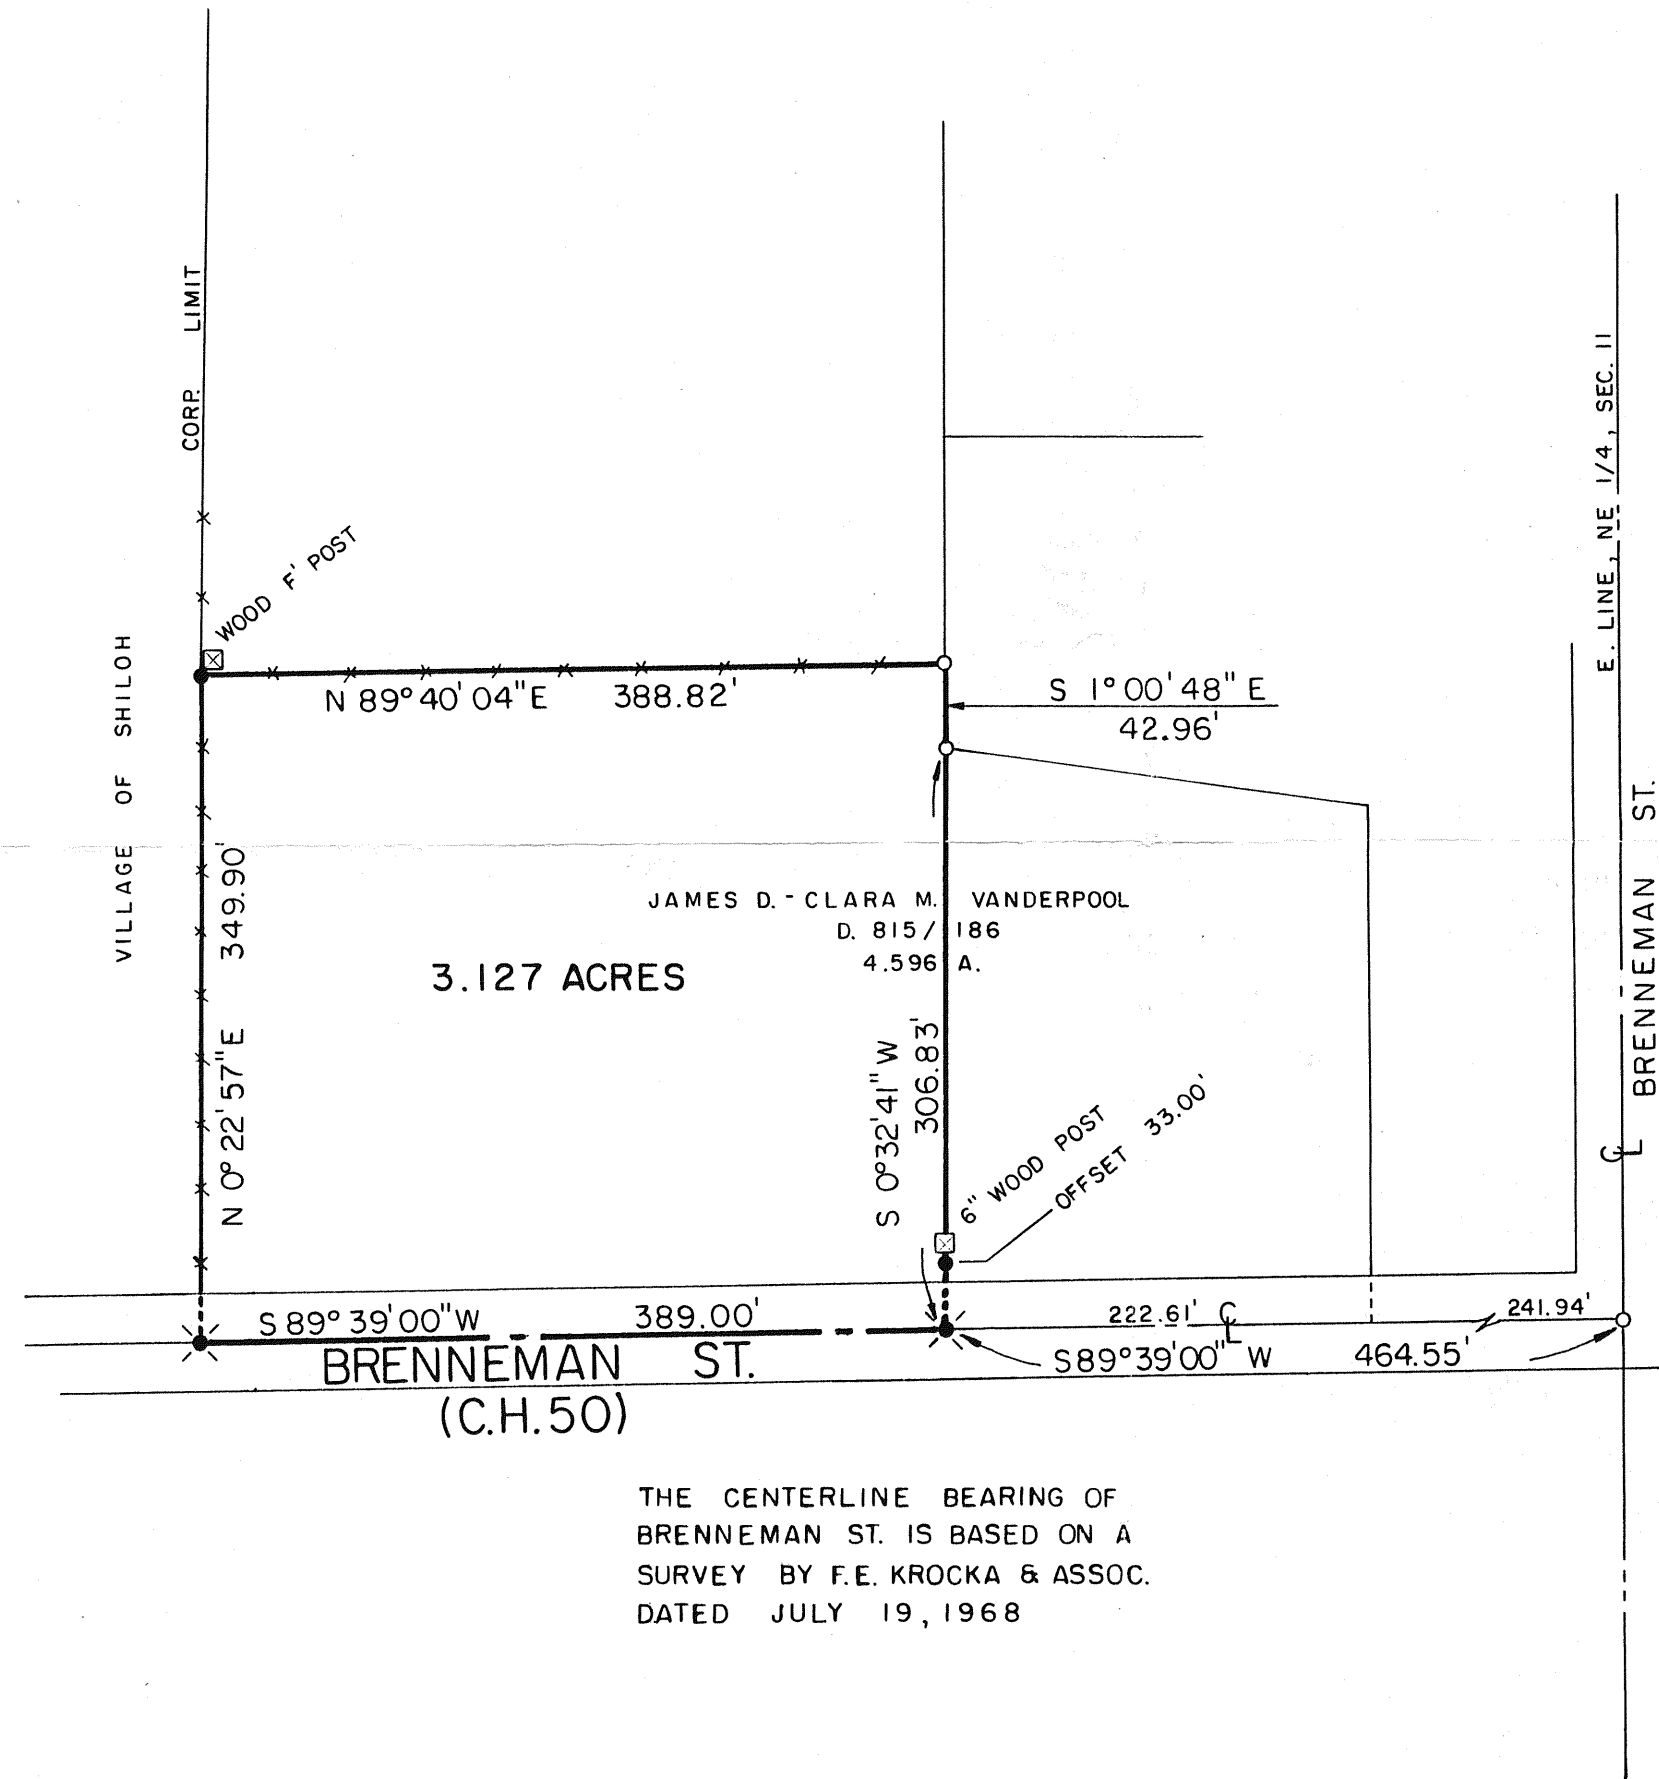 CORP. LIMIT
VILLAGE OF SHILOH
WOOD F' POST
N 89° 40' 04" E 388.82'
S 1° 00' 48" E
42.96'
E. LINE, NE 1/4, SEC. 11
BRENNEMAN ST.
N 0° 22' 57" E 349.90'
JAMES D. - CLARA M. VANDERPOOL
D. 815 / 186
4.596 A.
3.127 ACRES
S 0° 32' 41" W
306.83'
6" WOOD POST
OFFSET 33.00'
CL
S 89° 39' 00" W 389.00'
222.61' CL
241.94'
S 89° 39' 00" W 464.55'
BRENNEMAN ST.
(C.H. 50)
THE CENTERLINE BEARING OF
BRENNEMAN ST. IS BASED ON A
SURVEY BY F.E. KROCKA & ASSOC.
DATED JULY 19, 1968